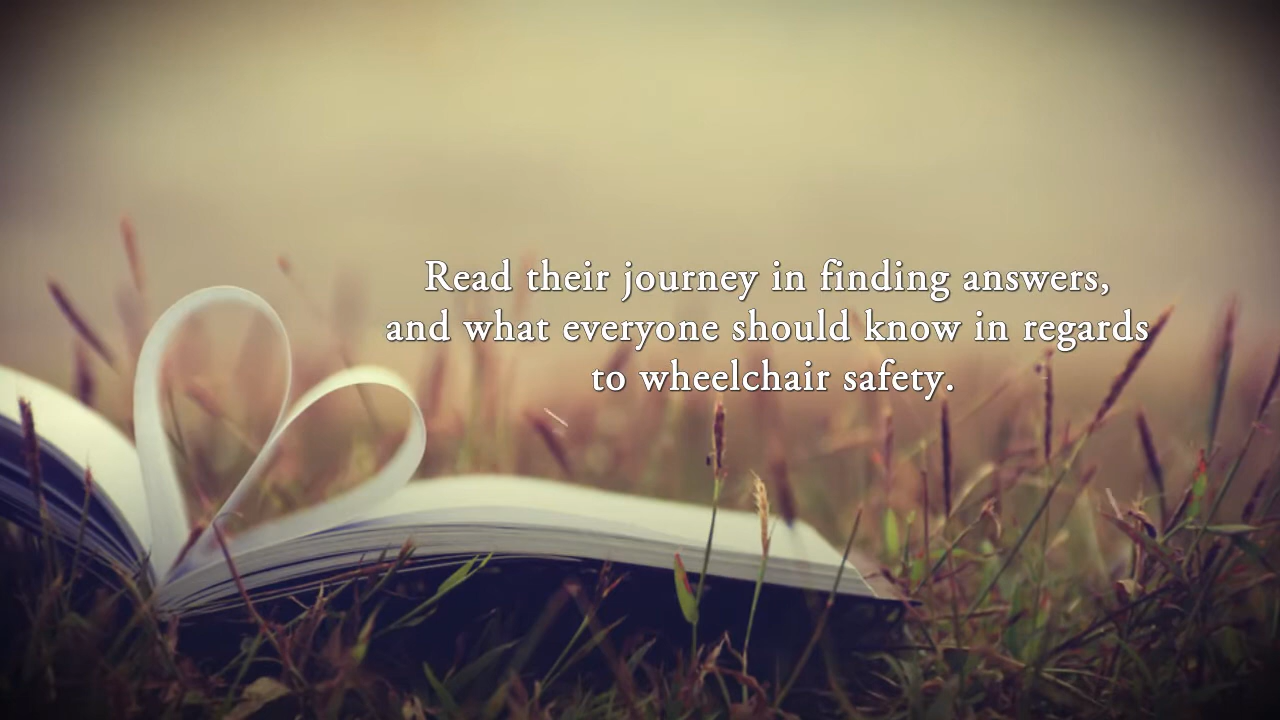 Read their journey in finding answers,
and what everyone should know in regards
to wheelchair safety.